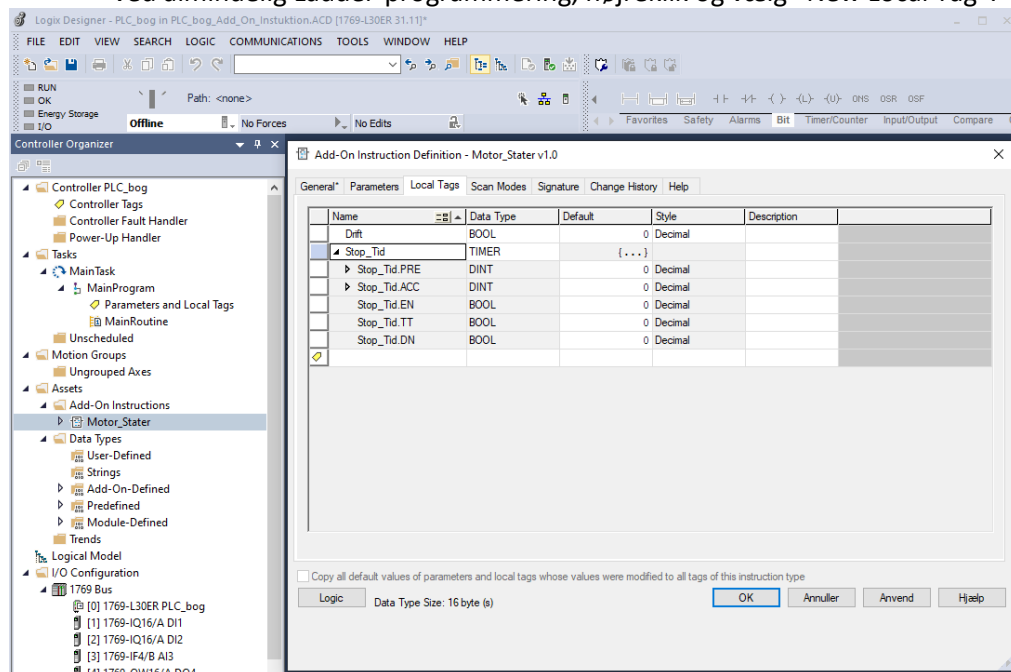 Logix Designer - PLC_bog in PLC_bog_Add_On_Instuktion.ACD [1769-L30ER 31.11]*
FILE EDIT VIEW SEARCH LOGIC COMMUNICATIONS TOOLS WINDOW HELP
RUN
OK
Energy Storage
I/O
Path: <none>
Offline
No Forces
No Edits
(L) (U) ONS OSR OSF
Favorites Safety Alarms Bit Timer/Counter Input/Output Compare
Controller Organizer
Controller PLC_bog
Controller Tags
Controller Fault Handler
Power-Up Handler
Tasks
MainTask
MainProgram
Parameters and Local Tags
MainRoutine
Unscheduled
Motion Groups
Ungrouped Axes
Assets
Add-On Instructions
Motor_Stater
Data Types
User-Defined
Strings
Add-On-Defined
Predefined
Module-Defined
Trends
Logical Model
I/O Configuration
1769 Bus
[0] 1769-L30ER PLC_bog
[1] 1769-IQ16/A DI1
[2] 1769-IQ16/A DI2
[3] 1769-IF4/B AI3
Add-On Instruction Definition - Motor_Stater v1.0
General* Parameters Local Tags Scan Modes Signature Change History Help
Name Data Type Default Style Description
Drift BOOL 0 Decimal
Stop_Tid TIMER {...}
Stop_Tid.PRE DINT 0 Decimal
Stop_Tid.ACC DINT 0 Decimal
Stop_Tid.EN BOOL 0 Decimal
Stop_Tid.TT BOOL 0 Decimal
Stop_Tid.DN BOOL 0 Decimal
Copy all default values of parameters and local tags whose values were modified to all tags of this instruction type
Logic Data Type Size: 16 byte (s) OK Annuller Anvend Hjælp